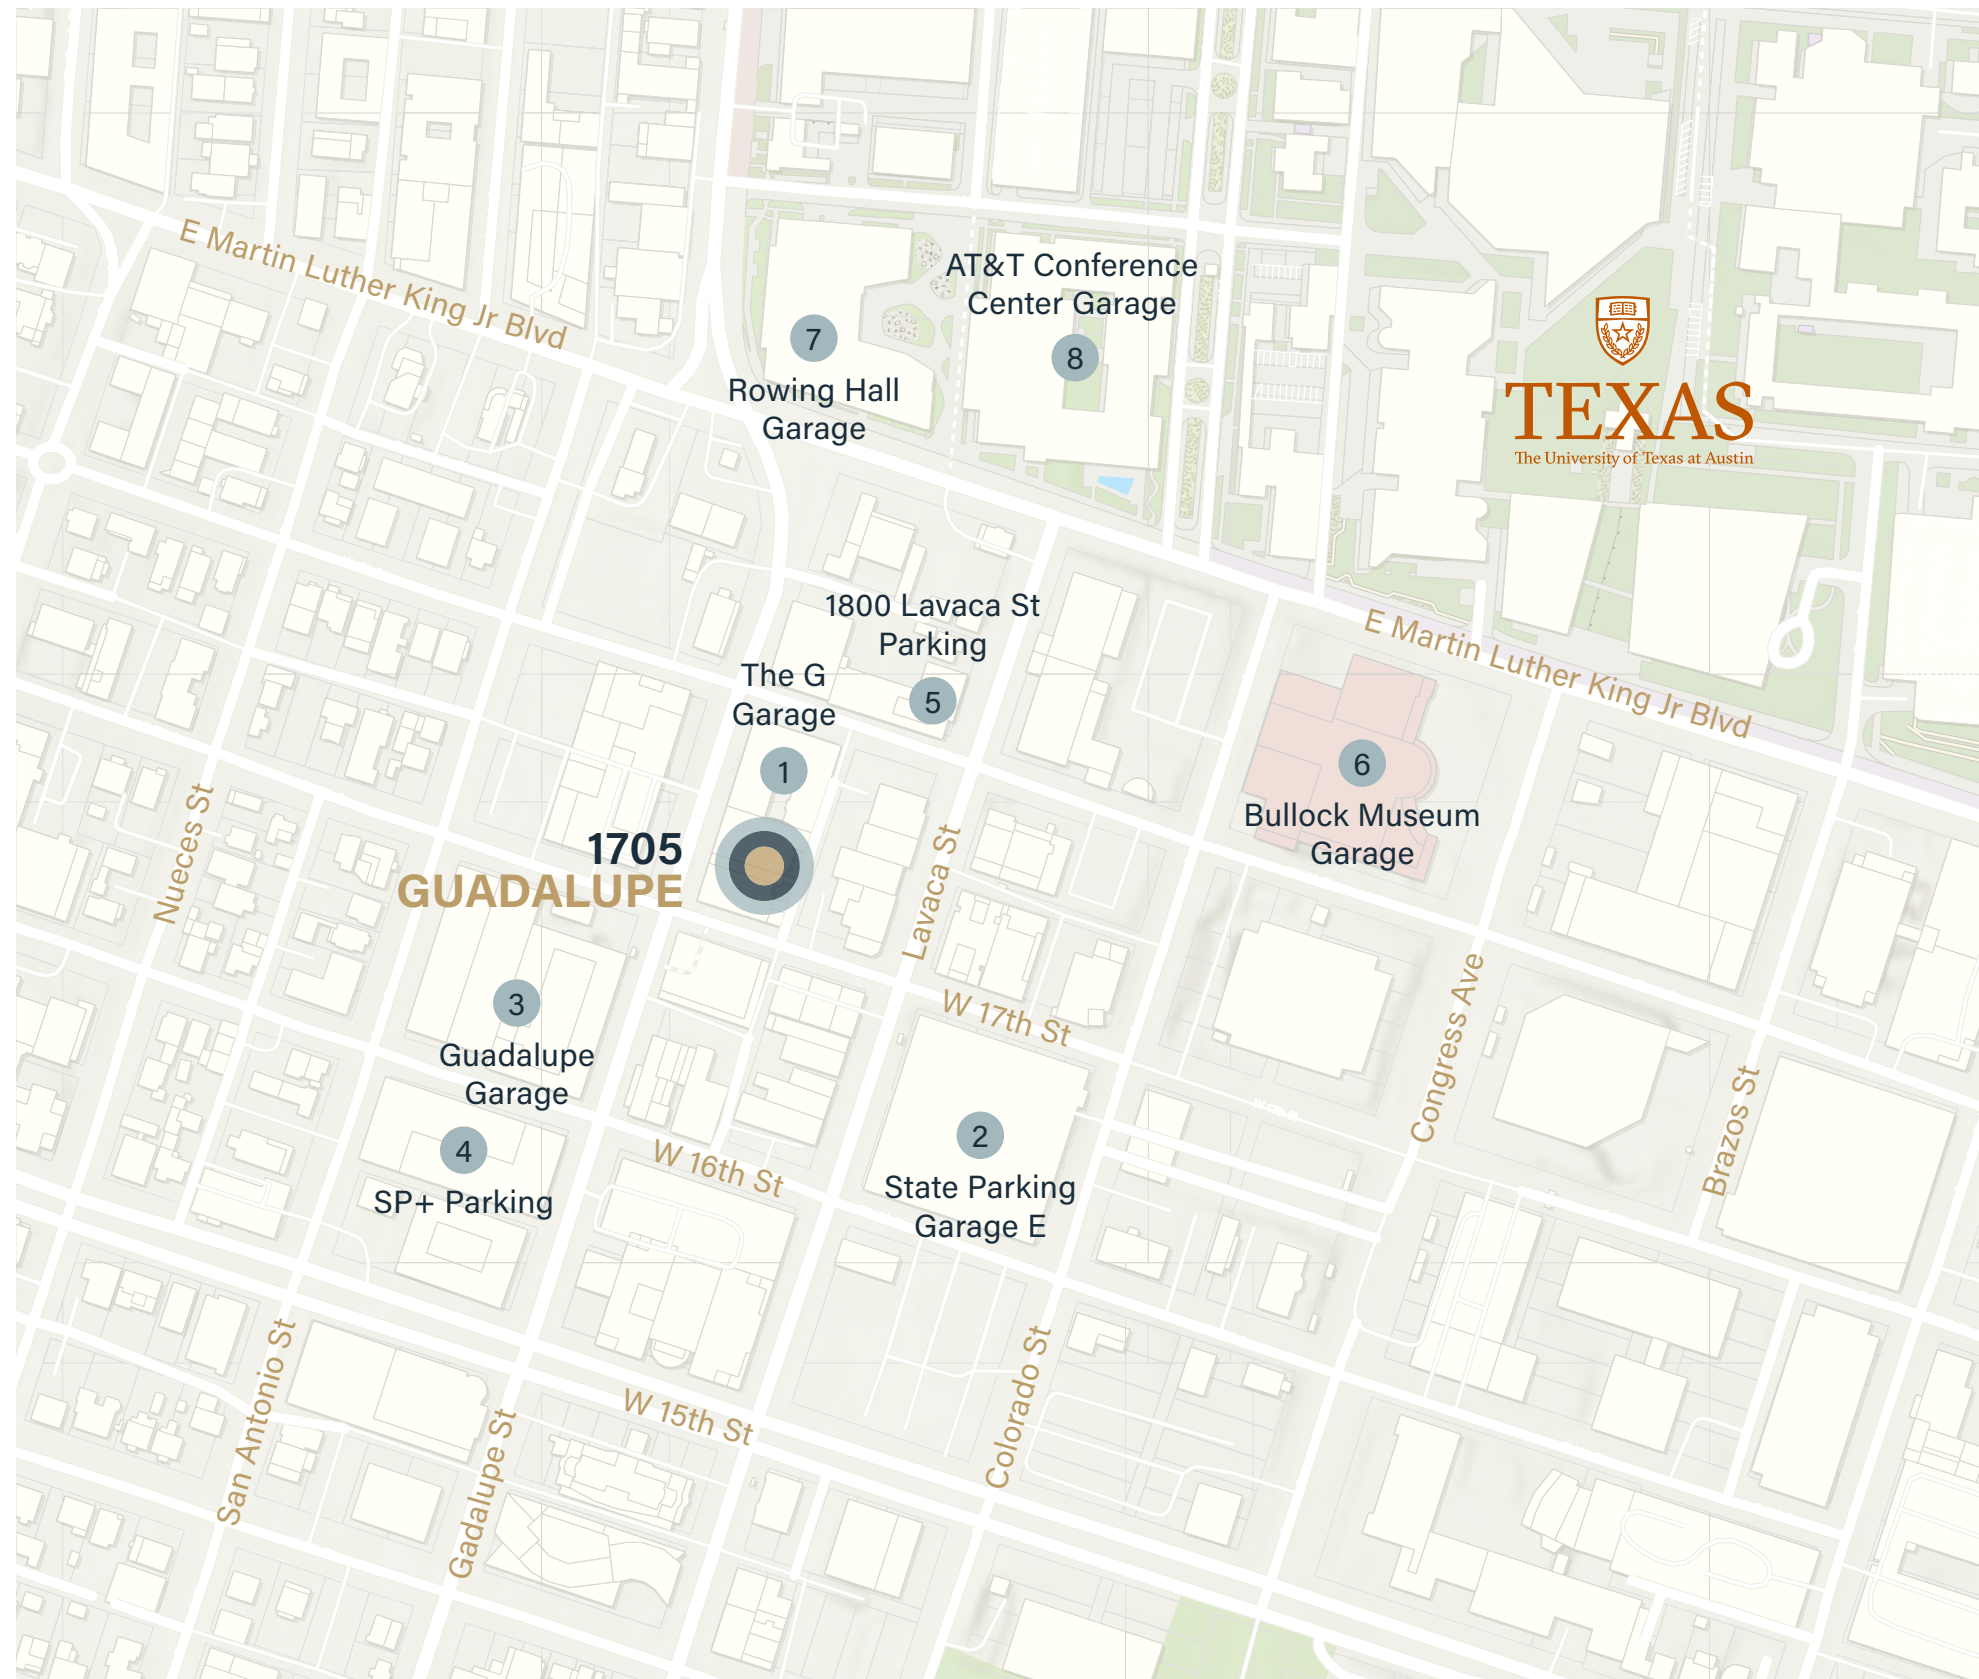 E Martin Luther King Jr Blvd
AT&T Conference
Center Garage
8
7
Rowing Hall
Garage
TEXAS
The University of Texas at Austin
1800 Lavaca St
Parking
5
The G
Garage
1
E Martin Luther King Jr Blvd
6
Bullock Museum
Garage
Nueces St
1705
GUADALUPE
Lavaca St
3
Guadalupe
Garage
W 17th St
Congress Ave
Brazos St
4
SP+ Parking
W 16th St
2
State Parking
Garage E
San Antonio St
Gadalupe St
W 15th St
Colorado St